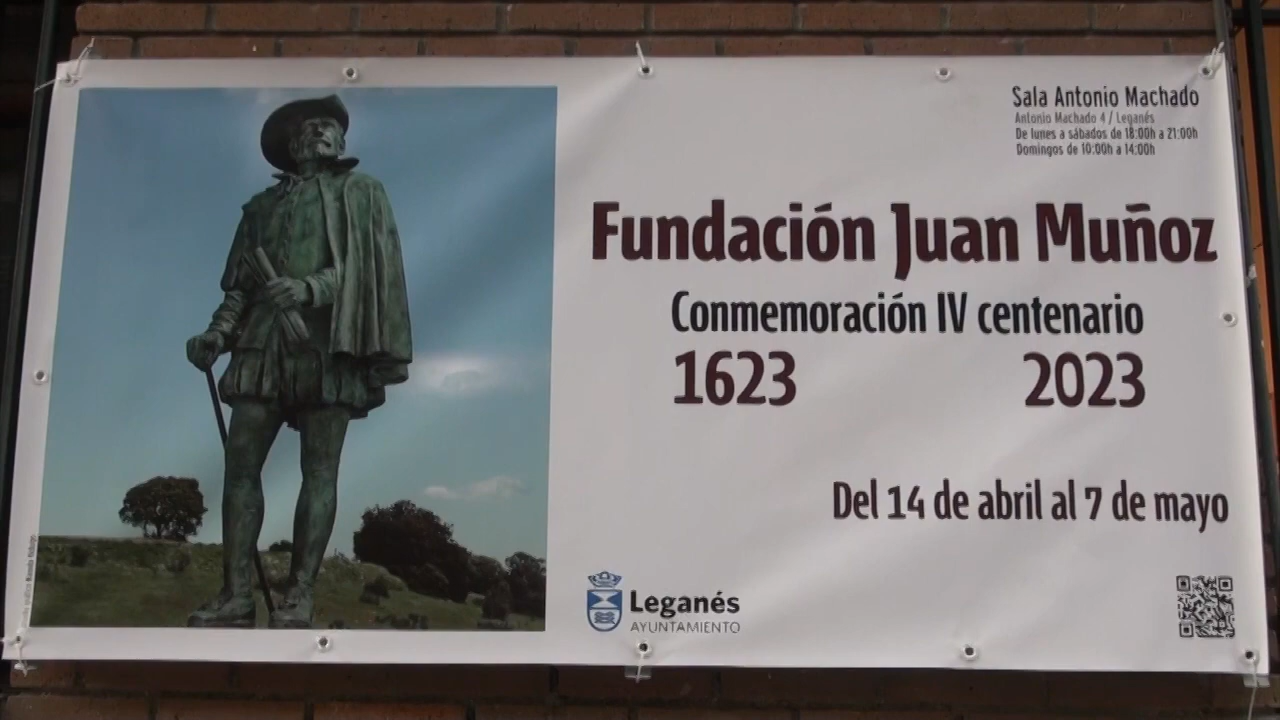 Sala Antonio Machado
Antonio Machado 4 / Leganés
De lunes a sábados de 18:00h a 21:00h
Domingos de 10:00h a 14:00h
Fundación Juan Muñoz
Conmemoración IV centenario
1623 2023
Del 14 de abril al 7 de mayo
Leganés
AYUNTAMIENTO